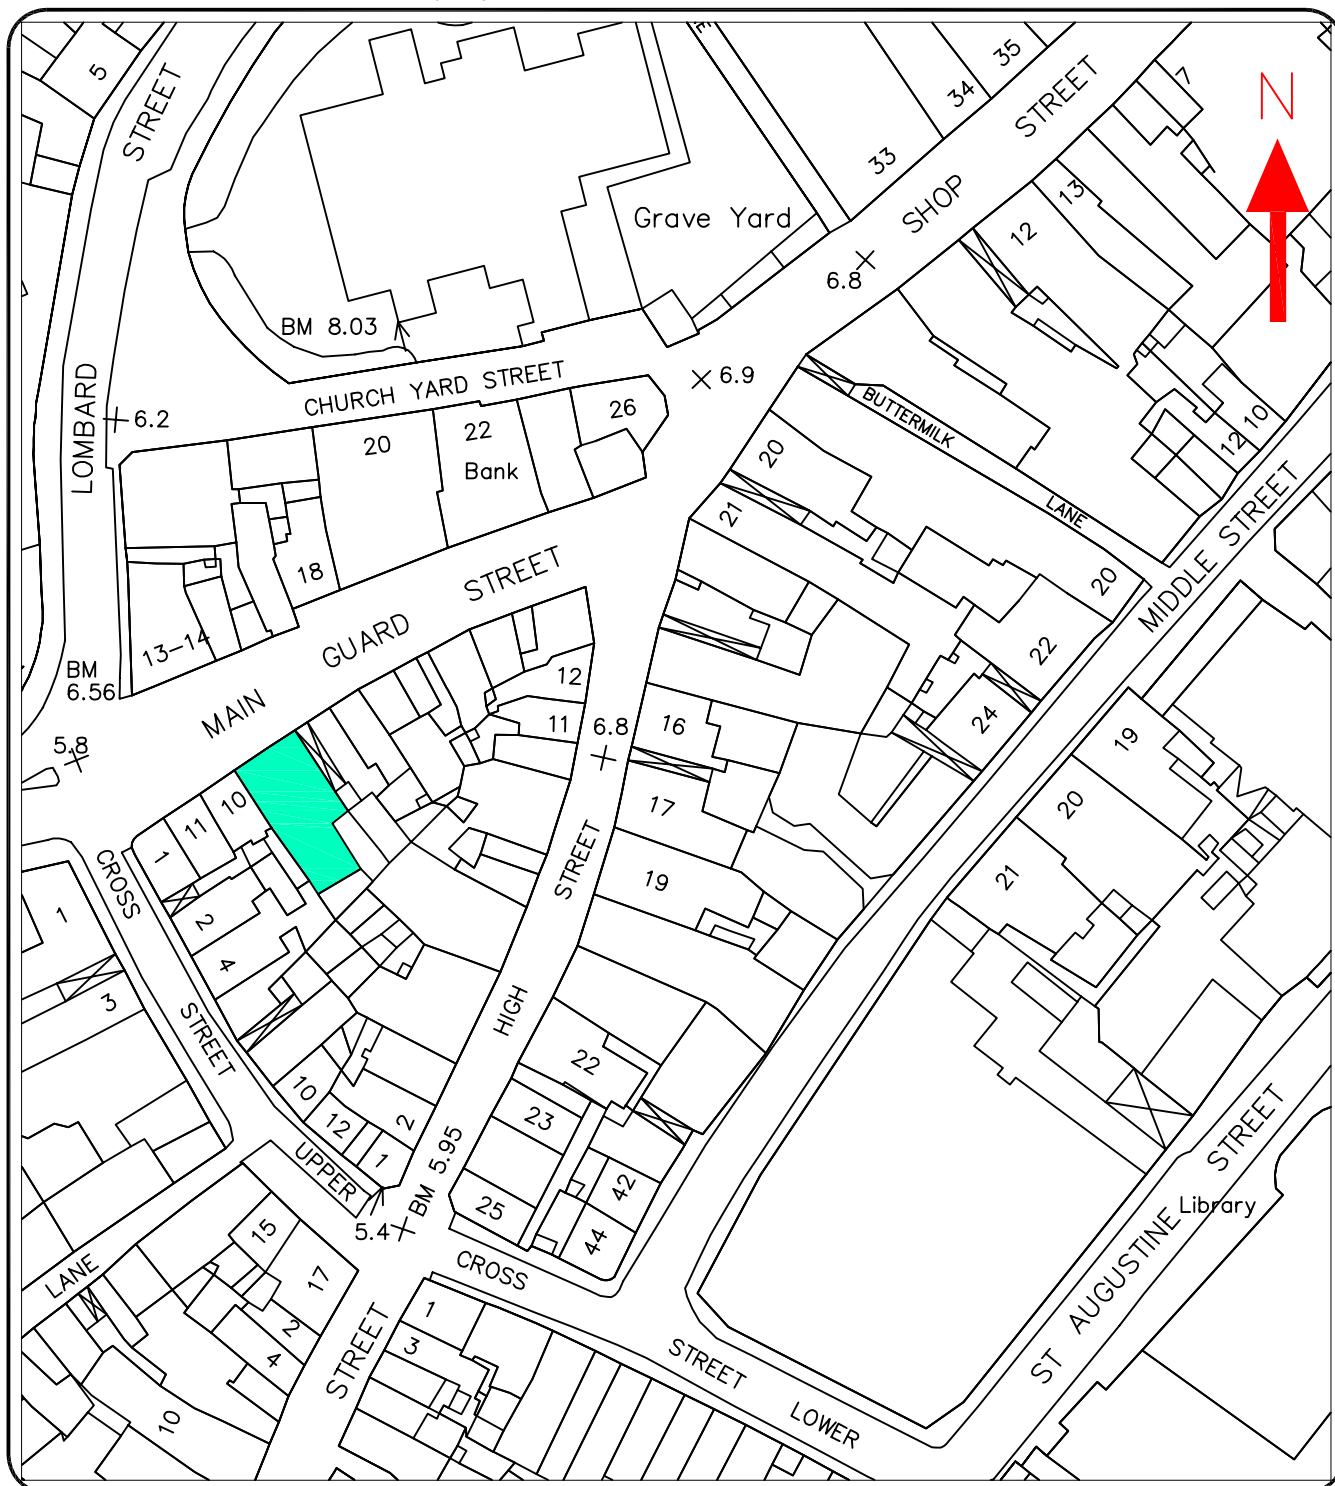 5
STREET
E
35
34
33
7
N
STREET
SHOP
13
12
Grave Yard
6.8
BM 8.03
LOMBARD
6.2
CHURCH YARD STREET
6.9
26
20
22
Bank
BUTTERMILK
LANE
10
12
20
21
18
STREET
GUARD
MAIN
13-14
BM
6.56
5.8
MIDDLE STREET
20
22
24
12
11
6.8
16
17
19
19
20
21
10
11
1
CROSS
2
4
STREET
1
3
STREET
HIGH
22
23
25
42
44
10
12
1
2
UPPER
BM 5.95
5.4
STREET
Library
ST AUGUSTINE
LANE
15
17
2
4
10
STREET
CROSS
STREET
LOWER
1
3